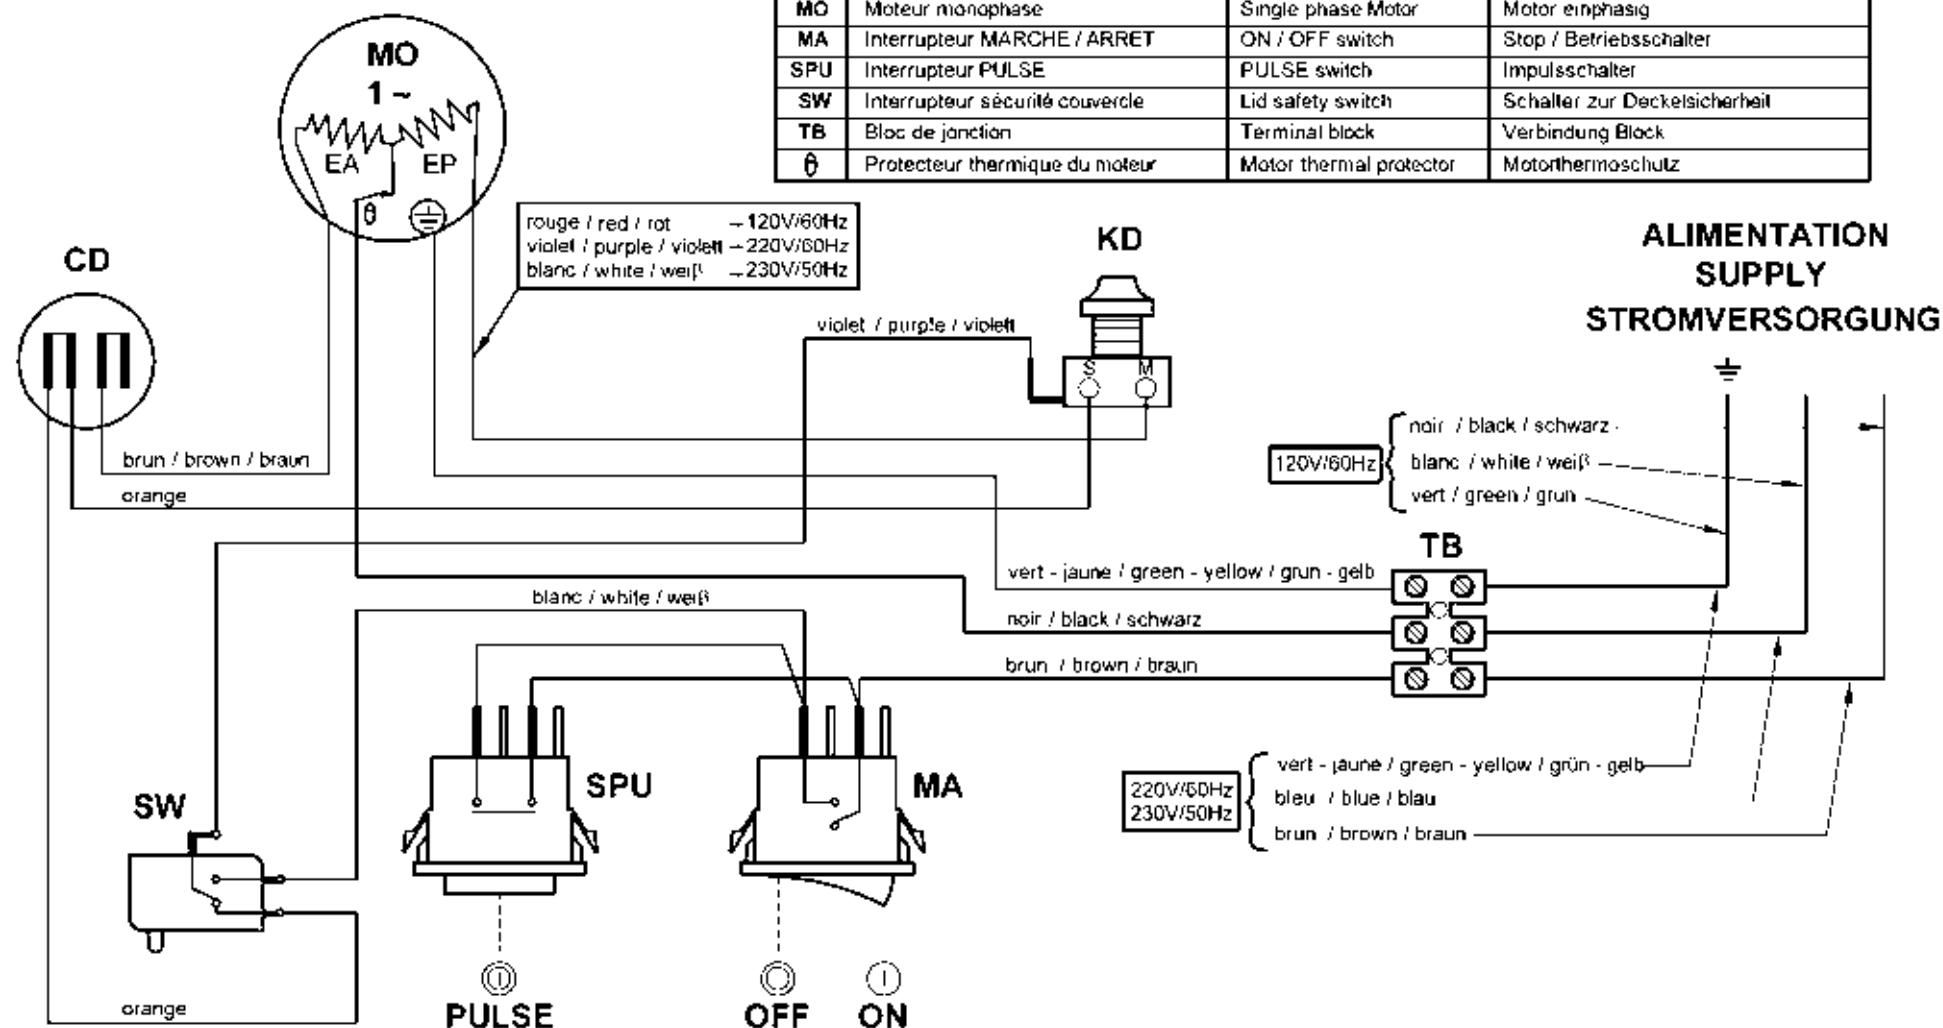 MO Moteur monophase Single phase Motor Motor einphasig
MA Interrupteur MARCHE / ARRET ON / OFF switch Stop / Betriebsschalter
SPU Interrupteur PULSE PULSE switch Impulsschalter
SW Interrupteur sécurité couvercle Lid safety switch Schalter zur Deckelsicherheit
TB Bloc de jonction Terminal block Verbindung Block
θ Protecteur thermique du moteur Motor thermal protector Motorthermoschutz
MO
1 ~
EA EP
θ
rouge / red / rot ~ 120V/60Hz
violet / purple / violett ~ 220V/60Hz
blanc / white / weiß ~ 230V/50Hz
CD
KD
S M
ALIMENTATION
SUPPLY
STROMVERSORGUNG
violet / purple / violett
noir / black / schwarz
120V/60Hz
blanc / white / weiß
vert / green / grun
brun / brown / braun
orange
TB
vert - jaune / green - yellow / grun - gelb
blanc / white / weiß
noir / black / schwarz
brun / brown / braun
SPU
MA
SW
220V/60Hz
230V/50Hz
vert - jaune / green - yellow / grün - gelb
bleu / blue / blau
brun / brown / braun
orange
PULSE
OFF
ON